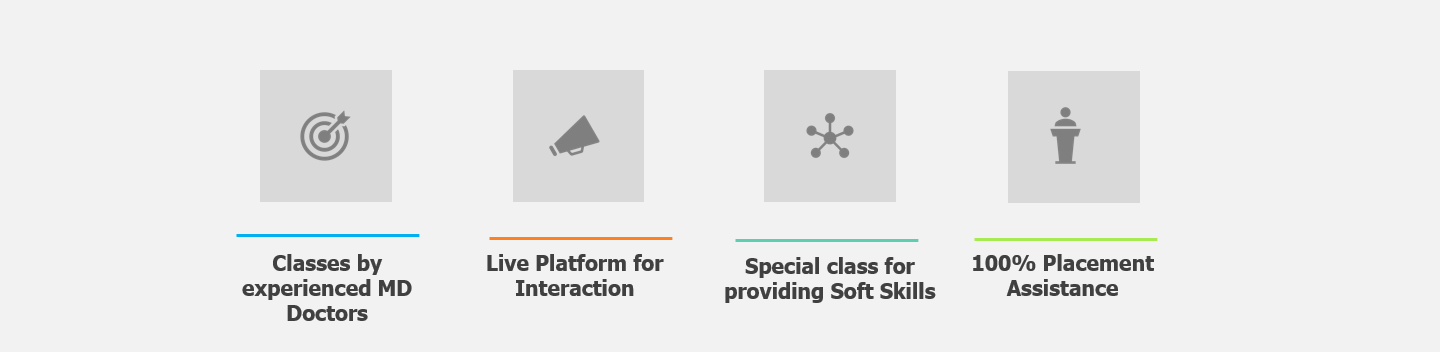 Classes by
experienced MD
Doctors
Live Platform for
Interaction
Special class for
providing Soft Skills
100% Placement
Assistance